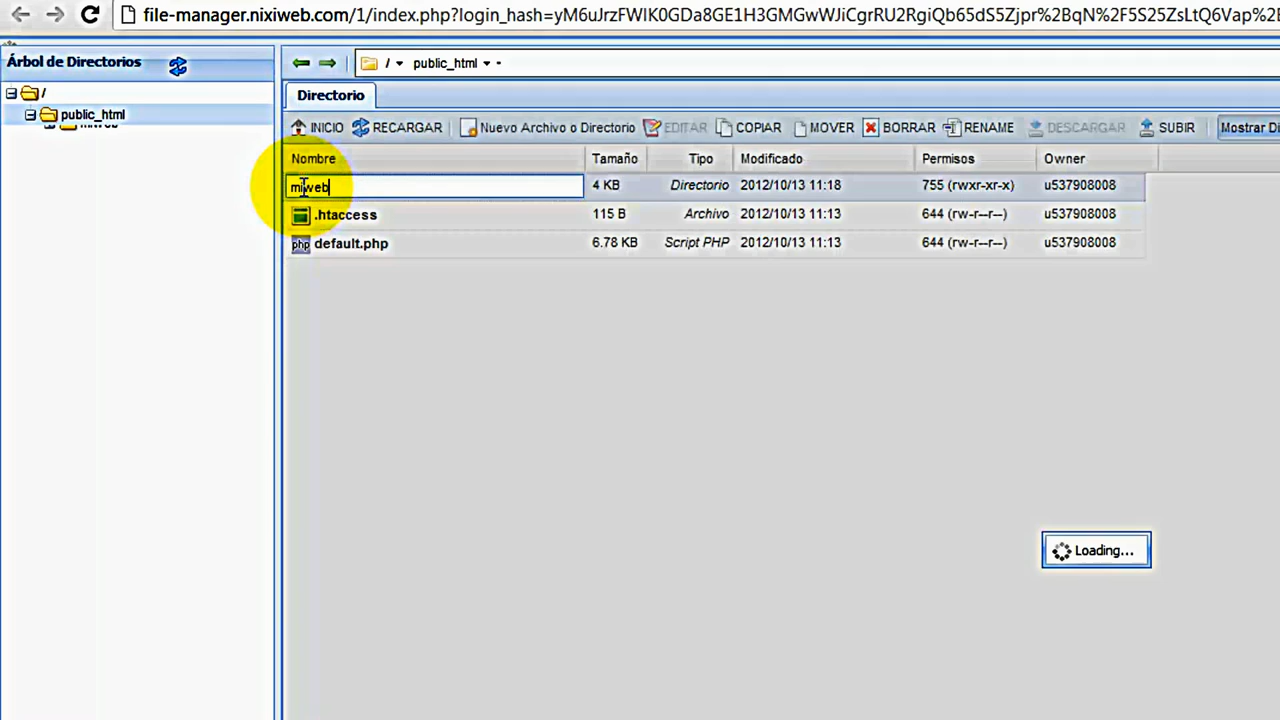 file-manager.nixiweb.com/1/index.php?login_hash=yM6uJrzFWlK0GDa8GE1H3GMGwWJiCgrRU2RgiQb65dS5Zjpr%2BqN%2F5S25ZsLtQ6Vap%2
Árbol de Directorios
/
public_html
miweb
/ public_html
Directorio
INICIO RECARGAR Nuevo Archivo o Directorio EDITAR COPIAR MOVER BORRAR RENAME DESCARGAR SUBIR Mostrar Di
Nombre Tamaño Tipo Modificado Permisos Owner
miweb 4 KB Directorio 2012/10/13 11:18 755 (rwxr-xr-x) u537908008
.htaccess 115 B Archivo 2012/10/13 11:13 644 (rw-r--r--) u537908008
php default.php 6.78 KB Script PHP 2012/10/13 11:13 644 (rw-r--r--) u537908008
Loading...